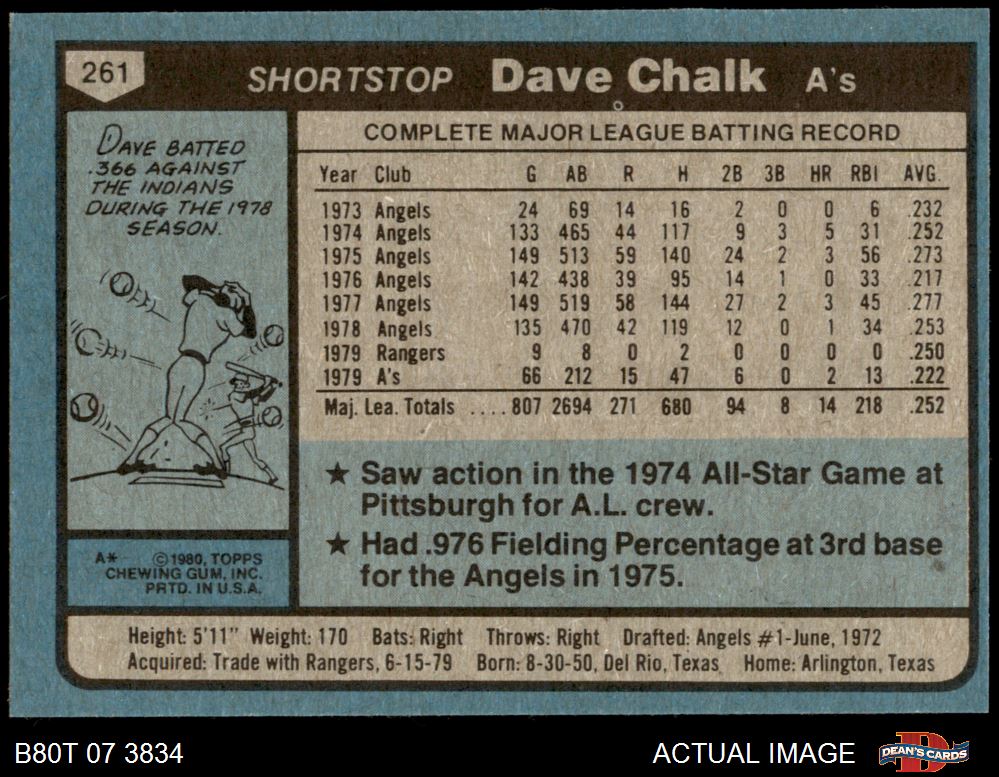 261
SHORTSTOP Dave Chalk A's
DAVE BATTED
.366 AGAINST
THE INDIANS
DURING THE 1978
SEASON.
COMPLETE MAJOR LEAGUE BATTING RECORD
Year Club G AB R H 2B 3B HR RBI AVG.
1973 Angels 24 69 14 16 2 0 0 6 .232
1974 Angels 133 465 44 117 9 3 5 31 .252
1975 Angels 149 513 59 140 24 2 3 56 .273
1976 Angels 142 438 39 95 14 1 0 33 .217
1977 Angels 149 519 58 144 27 2 3 45 .277
1978 Angels 135 470 42 119 12 0 1 34 .253
1979 Rangers 9 8 0 2 0 0 0 0 .250
1979 A's 66 212 15 47 6 0 2 13 .222
Maj. Lea. Totals ....807 2694 271 680 94 8 14 218 .252
★ Saw action in the 1974 All-Star Game at
Pittsburgh for A.L. crew.
★ Had .976 Fielding Percentage at 3rd base
for the Angels in 1975.
A* ©1980, TOPPS
CHEWING GUM, INC.
PRTD. IN U.S.A.
Height: 5'11" Weight: 170 Bats: Right Throws: Right Drafted: Angels #1-June, 1972
Acquired: Trade with Rangers, 6-15-79 Born: 8-30-50, Del Rio, Texas Home: Arlington, Texas
B80T 07 3834
ACTUAL IMAGE
DEAN'S CARDS